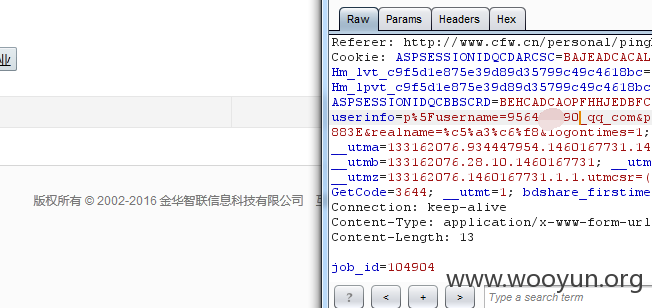 Raw Params Headers Hex
Referer: http://www.cfw.cn/personal/ping
Cookie: ASPSESSIONIDQCDARCSC=BAJEADCACAL
Hm_lvt_c9f5d1e875e39d89d35799c49c4618bc=
Hm_lpvt_c9f5d1e875e39d89d35799c49c4618bc=
ASPSESSIONIDQCBBSCRD=BEHCADCAOPFHHJEDBFC
userinfo=p%5Fusername=9564 90_qq_com&p
883E&realname=%c5%a3%c6%f8&logontimes=1;
__utma=133162076.934447954.1460167731.14
__utmb=133162076.28.10.1460167731; __utm
__utmz=133162076.1460167731.1.1.utmcsr=(
GetCode=3644; __utmt=1; bdshare_firstime
Connection: keep-alive
Content-Type: application/x-www-form-url
Content-Length: 13
job_id=104904
业
版权所有 © 2002-2016 金华智联信息科技有限公司
? < + > Type a search term
www.wooyun.org